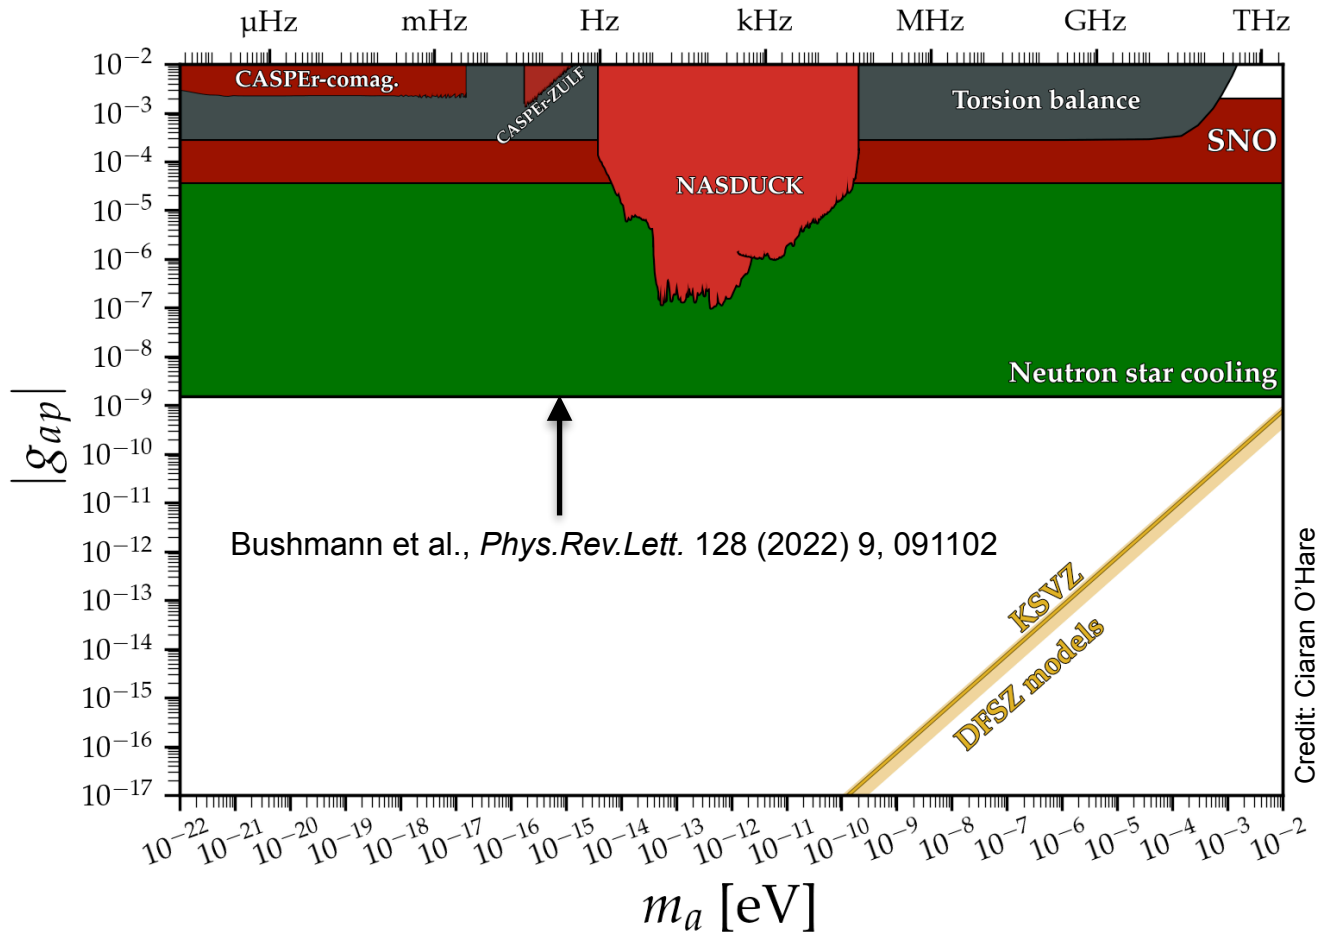 μHz mHz Hz kHz MHz GHz THz
10⁻²
10⁻³
10⁻⁴
10⁻⁵
10⁻⁶
10⁻⁷
10⁻⁸
10⁻⁹
10⁻¹⁰
10⁻¹¹
10⁻¹²
10⁻¹³
10⁻¹⁴
10⁻¹⁵
10⁻¹⁶
10⁻¹⁷
|g_ap|
CASPEr-comag.
CASPEr-ZULF
Torsion balance
SNO
NASDUCK
Neutron star cooling
Bushmann et al., Phys.Rev.Lett. 128 (2022) 9, 091102
KSVZ
DFSZ models
Credit: Ciaran O'Hare
10⁻²² 10⁻²¹ 10⁻²⁰ 10⁻¹⁹ 10⁻¹⁸ 10⁻¹⁷ 10⁻¹⁶ 10⁻¹⁵ 10⁻¹⁴ 10⁻¹³ 10⁻¹² 10⁻¹¹ 10⁻¹⁰ 10⁻⁹ 10⁻⁸ 10⁻⁷ 10⁻⁶ 10⁻⁵ 10⁻⁴ 10⁻³ 10⁻²
m_a [eV]